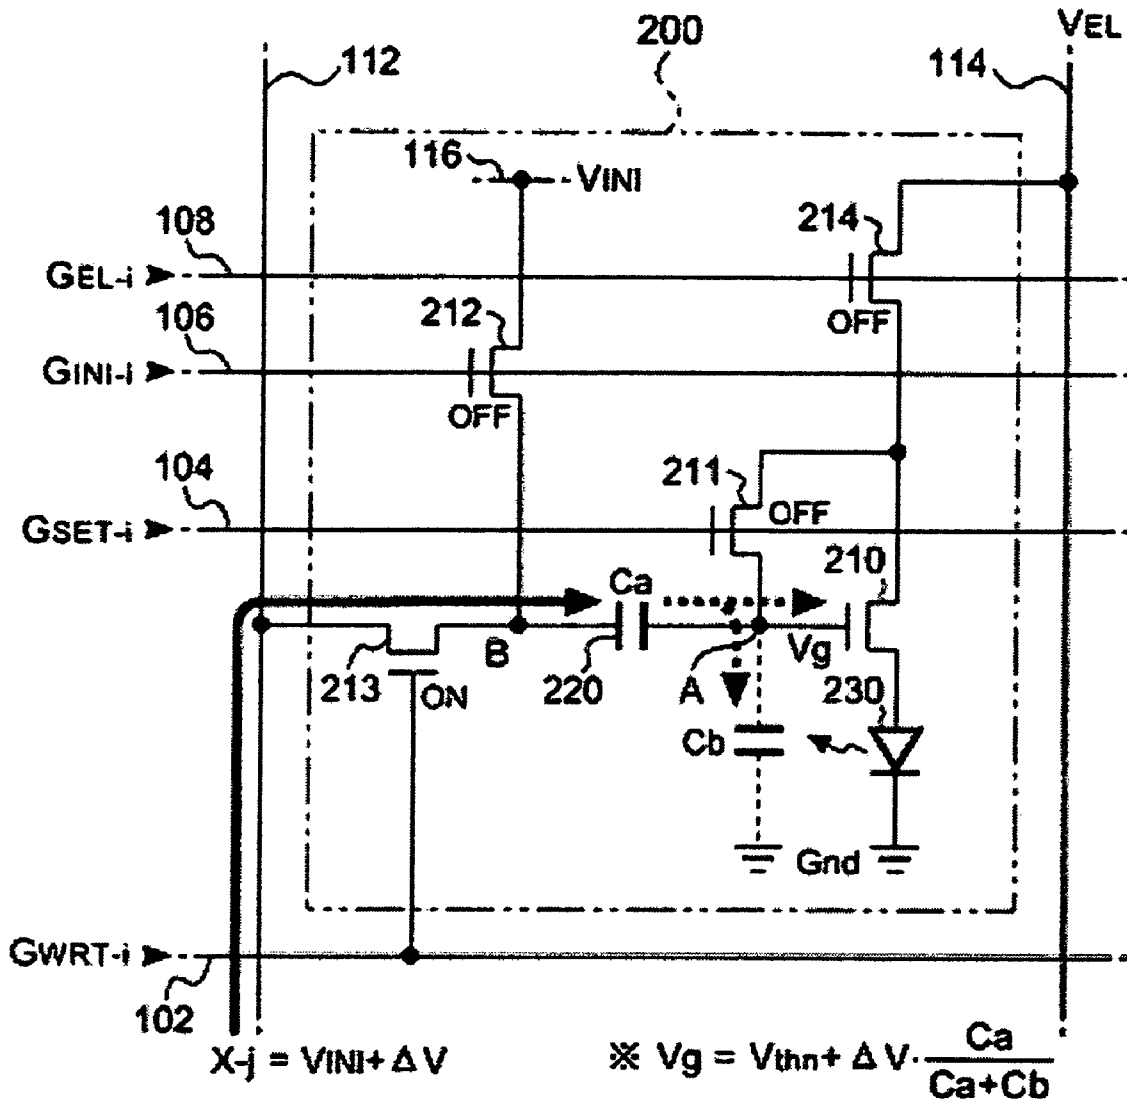 VEL
200
112
114
116
VINI
214
108
GEL-i
OFF
106
212
GINI-i
OFF
104
211
OFF
GSET-i
210
Ca
B
Vg
213
220
A
230
ON
Cb
Gnd
GWRT-i
102
X-j = VINI+ΔV
※ Vg = Vthn+ΔV·Ca/(Ca+Cb)